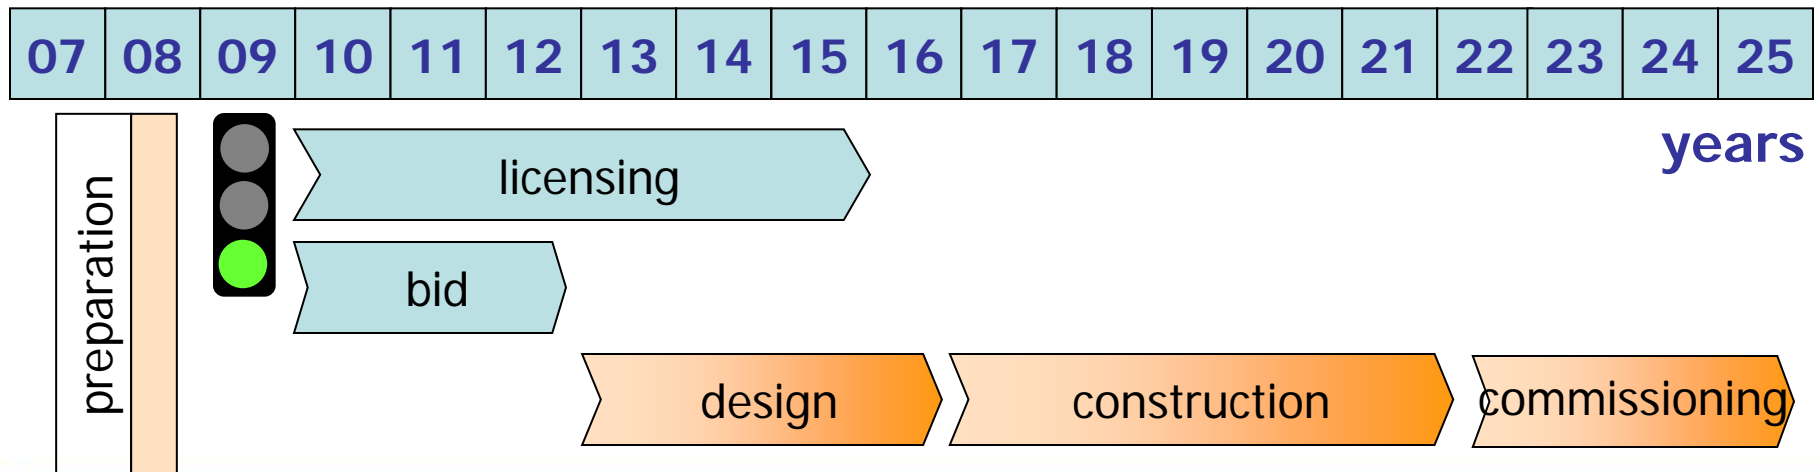 07 08 09 10 11 12 13 14 15 16 17 18 19 20 21 22 23 24 25
years
preparation
licensing
bid
design construction commissioning